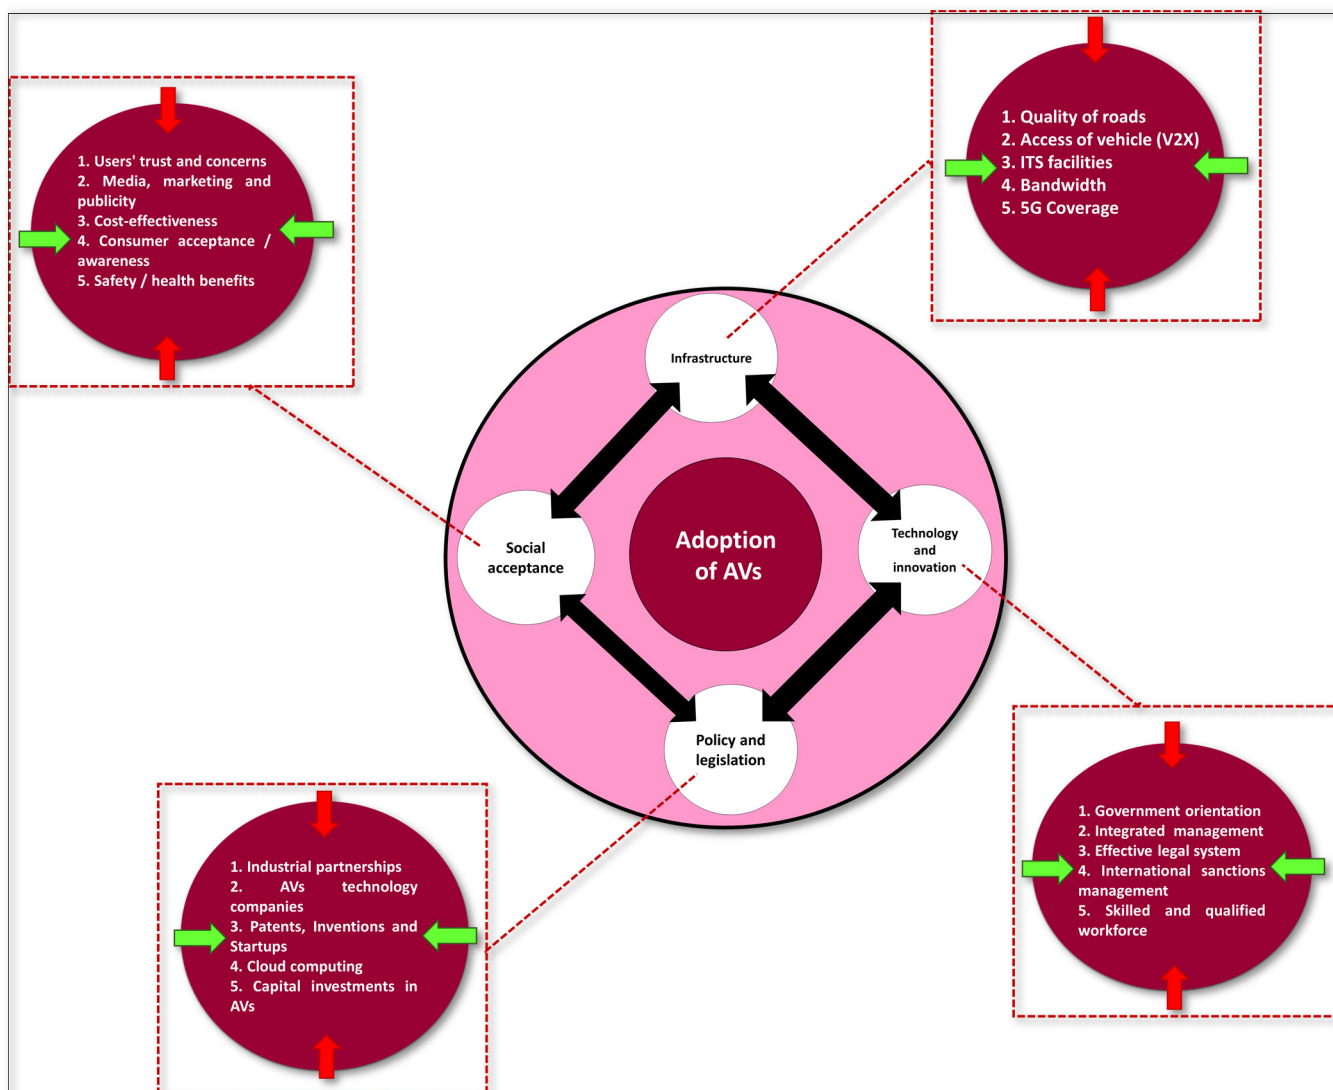 1. Quality of roads
2. Access of vehicle (V2X)
3. ITS facilities
4. Bandwidth
5. 5G Coverage
1. Users' trust and concerns
2. Media, marketing and
publicity
3. Cost-effectiveness
4. Consumer acceptance /
awareness
5. Safety / health benefits
Infrastructure
Social
acceptance
Adoption
of AVs
Technology
and
innovation
Policy and
legislation
1. Government orientation
2. Integrated management
3. Effective legal system
4. International sanctions
management
5. Skilled and qualified
workforce
1. Industrial partnerships
2. AVs technology
companies
3. Patents, Inventions and
Startups
4. Cloud computing
5. Capital investments in
AVs